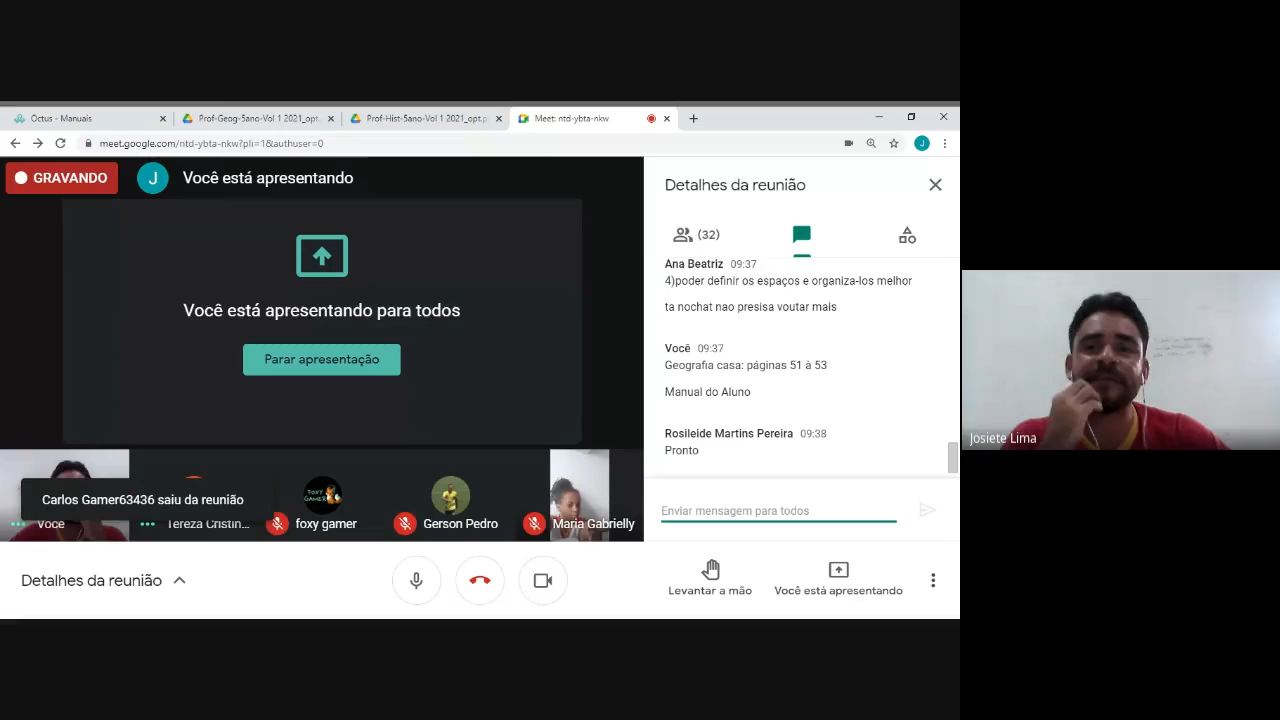 Octus - Manuais
Prof-Geog-5ano-Vol 1 2021_opt.
Prof-Hist-5ano-Vol 1 2021_opt.p
Meet: ntd-ybta-nkw
meet.google.com/ntd-ybta-nkw?pli=1&authuser=0
J
GRAVANDO
J
Você está apresentando
Detalhes da reunião
(32)
Você está apresentando para todos
Parar apresentação
Ana Beatriz 09:37
4)poder definir os espaços e organiza-los melhor
ta nochat nao presisa voutar mais
Você 09:37
Geografia casa: páginas 51 à 53
Manual do Aluno
Rosileide Martins Pereira 09:38
Pronto
Josiete Lima
Carlos Gamer63436 saiu da reunião
FOXY
GAMER
Você
Tereza Cristin...
foxy gamer
Gerson Pedro
Maria Gabrielly
Enviar mensagem para todos
Detalhes da reunião
Levantar a mão
Você está apresentando